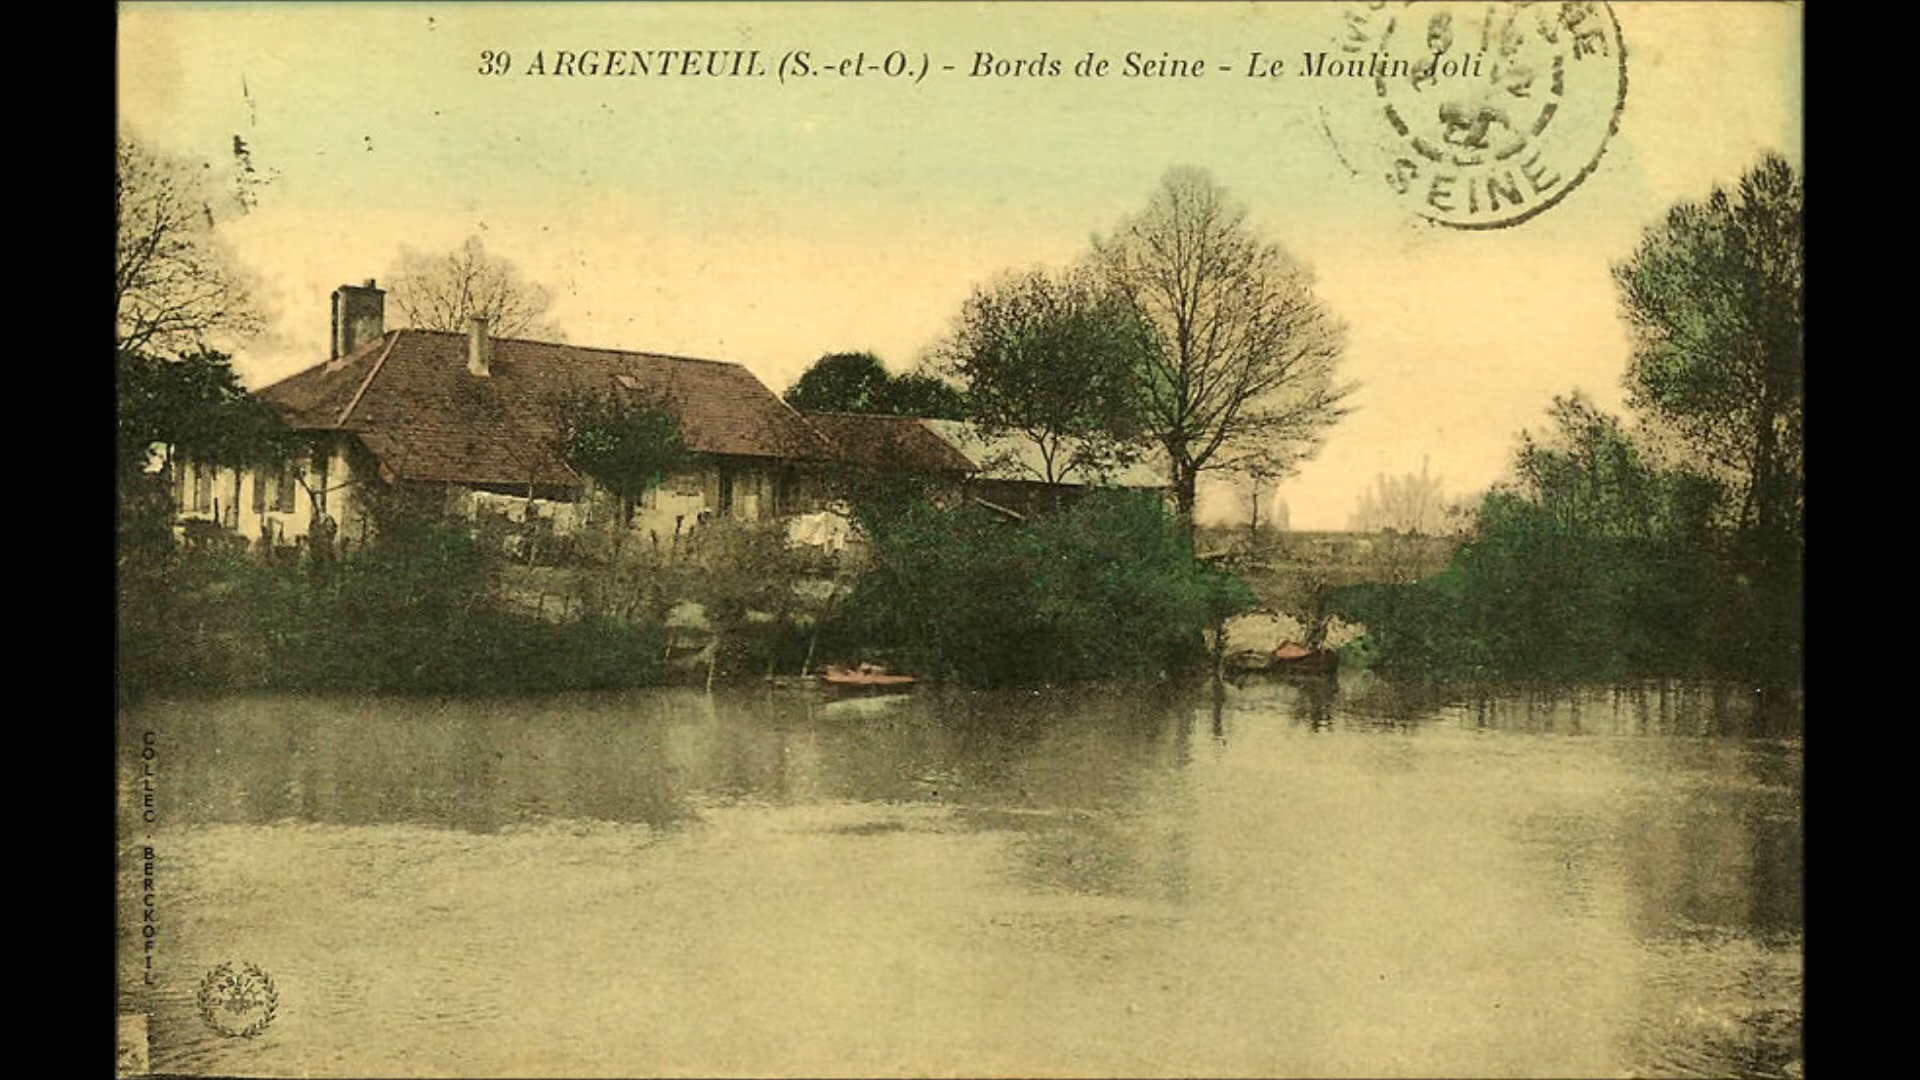 39 ARGENTEUIL (S.-et-O.) - Bords de Seine - Le Moulin Joli
SEINE
COLLEC. BERCKOFIL